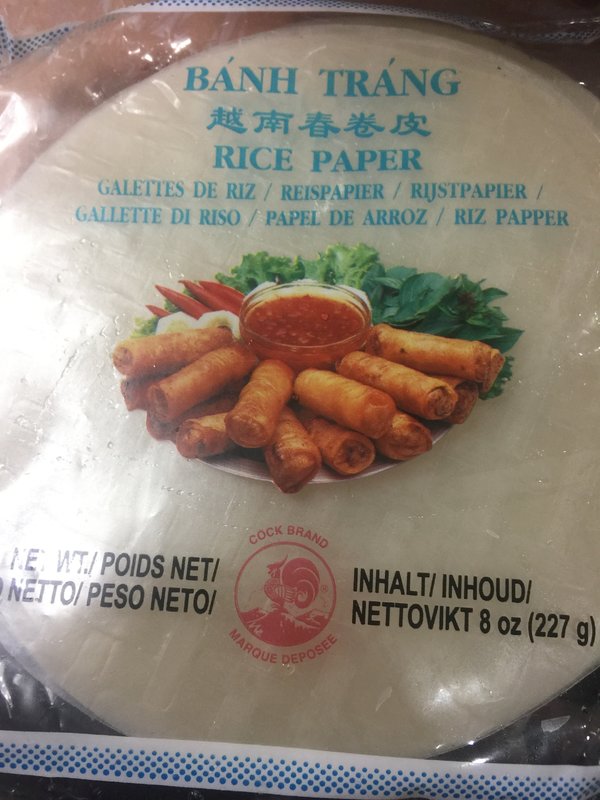 BÁNH TRÁNG
越南春卷皮
RICE PAPER
GALETTES DE RIZ / REISPAPIER / RIJSTPAPIER /
GALLETTE DI RISO / PAPEL DE ARROZ / RIZ PAPPER
COCK BRAND
®
MARQUE DEPOSEE
NET WT./ POIDS NET/
NETTO/ PESO NETO/
INHALT/ INHOUD/
NETTOVIKT 8 oz (227 g)